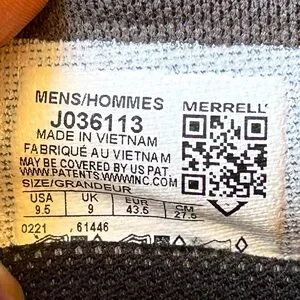 MENS/HOMMES
MERRELL
J036113
MADE IN VIETNAM
FABRIQUÉ AU VIETNAM
MAY BE COVERED BY US PAT
WWW.PATENTS.WWWINC.COM
SIZE/GRANDEUR
USA UK EUR CM
9.5 9 43.5 27.5
0221 , 61446